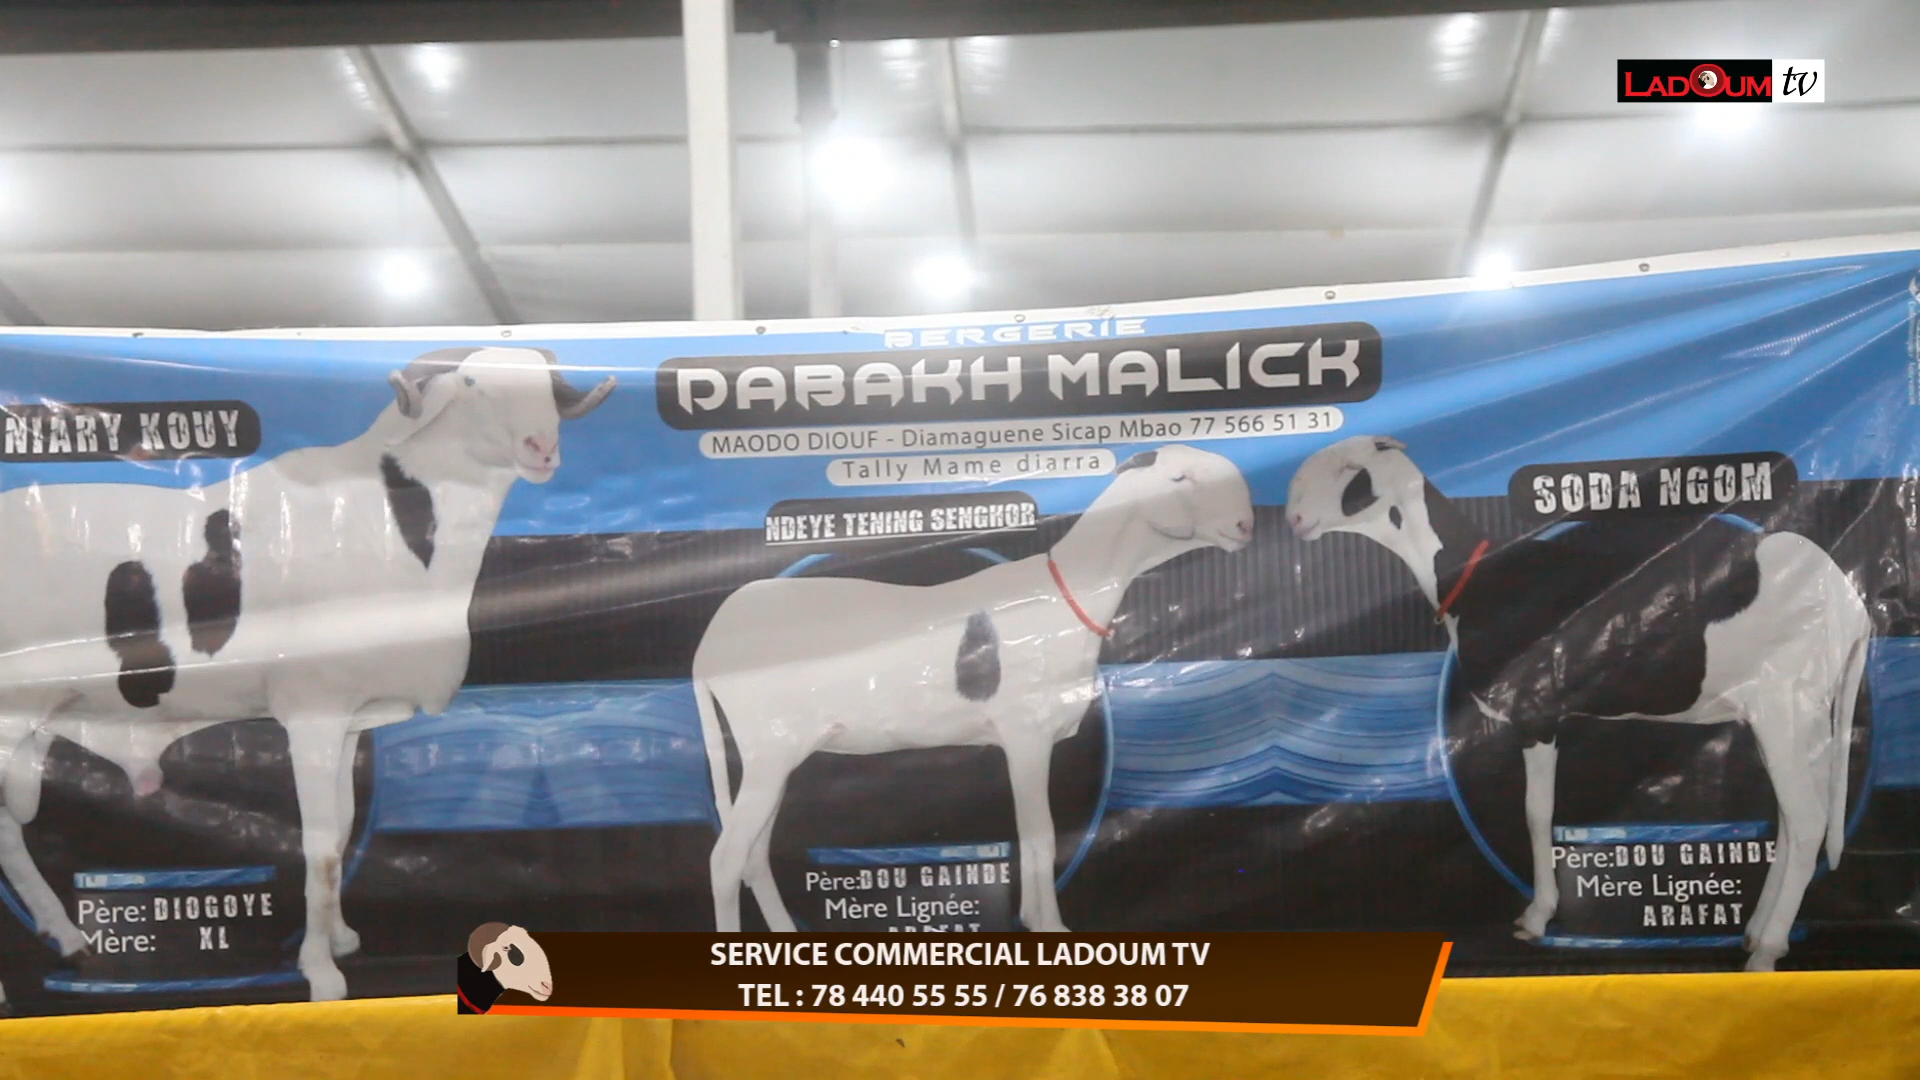 LADOUM tv
BERGERIE
DABAKH MALICK
MAODO DIOUF - Diamaguene Sicap Mbao 77 566 51 31
Tally Mame diarra
NIARY KOUY
NDEYE TENING SENGHOR
SODA NGOM
Père: DIOGOYE
Mère: XL
Père:DOU GAINDE
Mère Lignée:
ARAFAT
Père:DOU GAINDE
Mère Lignée:
ARAFAT
SERVICE COMMERCIAL LADOUM TV
TEL : 78 440 55 55 / 76 838 38 07